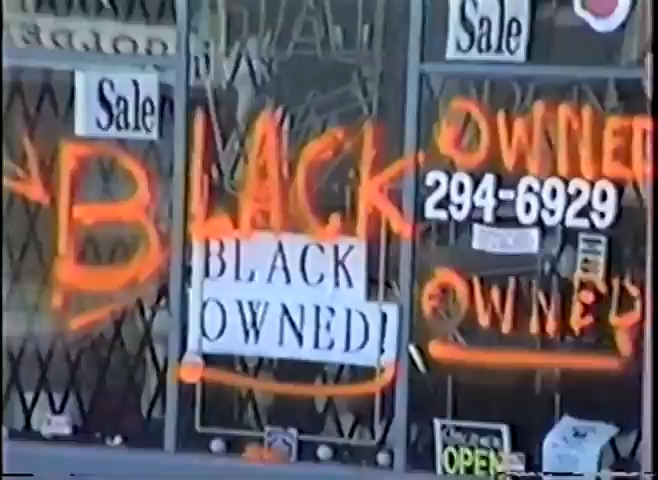 Sale
Sale
BLACK OWNED
294-6929
BLACK
OWNED!
OWNED
OPEN